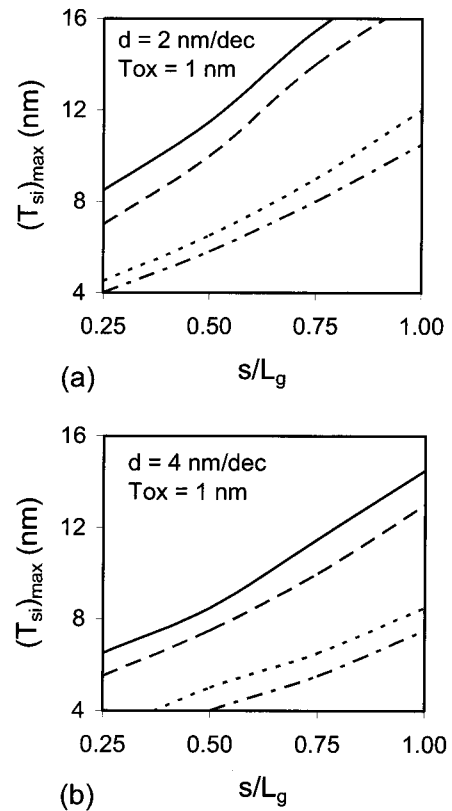 16
d = 2 nm/dec
Tox = 1 nm
12
(Tsi)max (nm)
8
4
0.25 0.50 0.75 1.00
(a) s/Lg
16
d = 4 nm/dec
Tox = 1 nm
12
(Tsi)max (nm)
8
4
0.25 0.50 0.75 1.00
(b) s/Lg